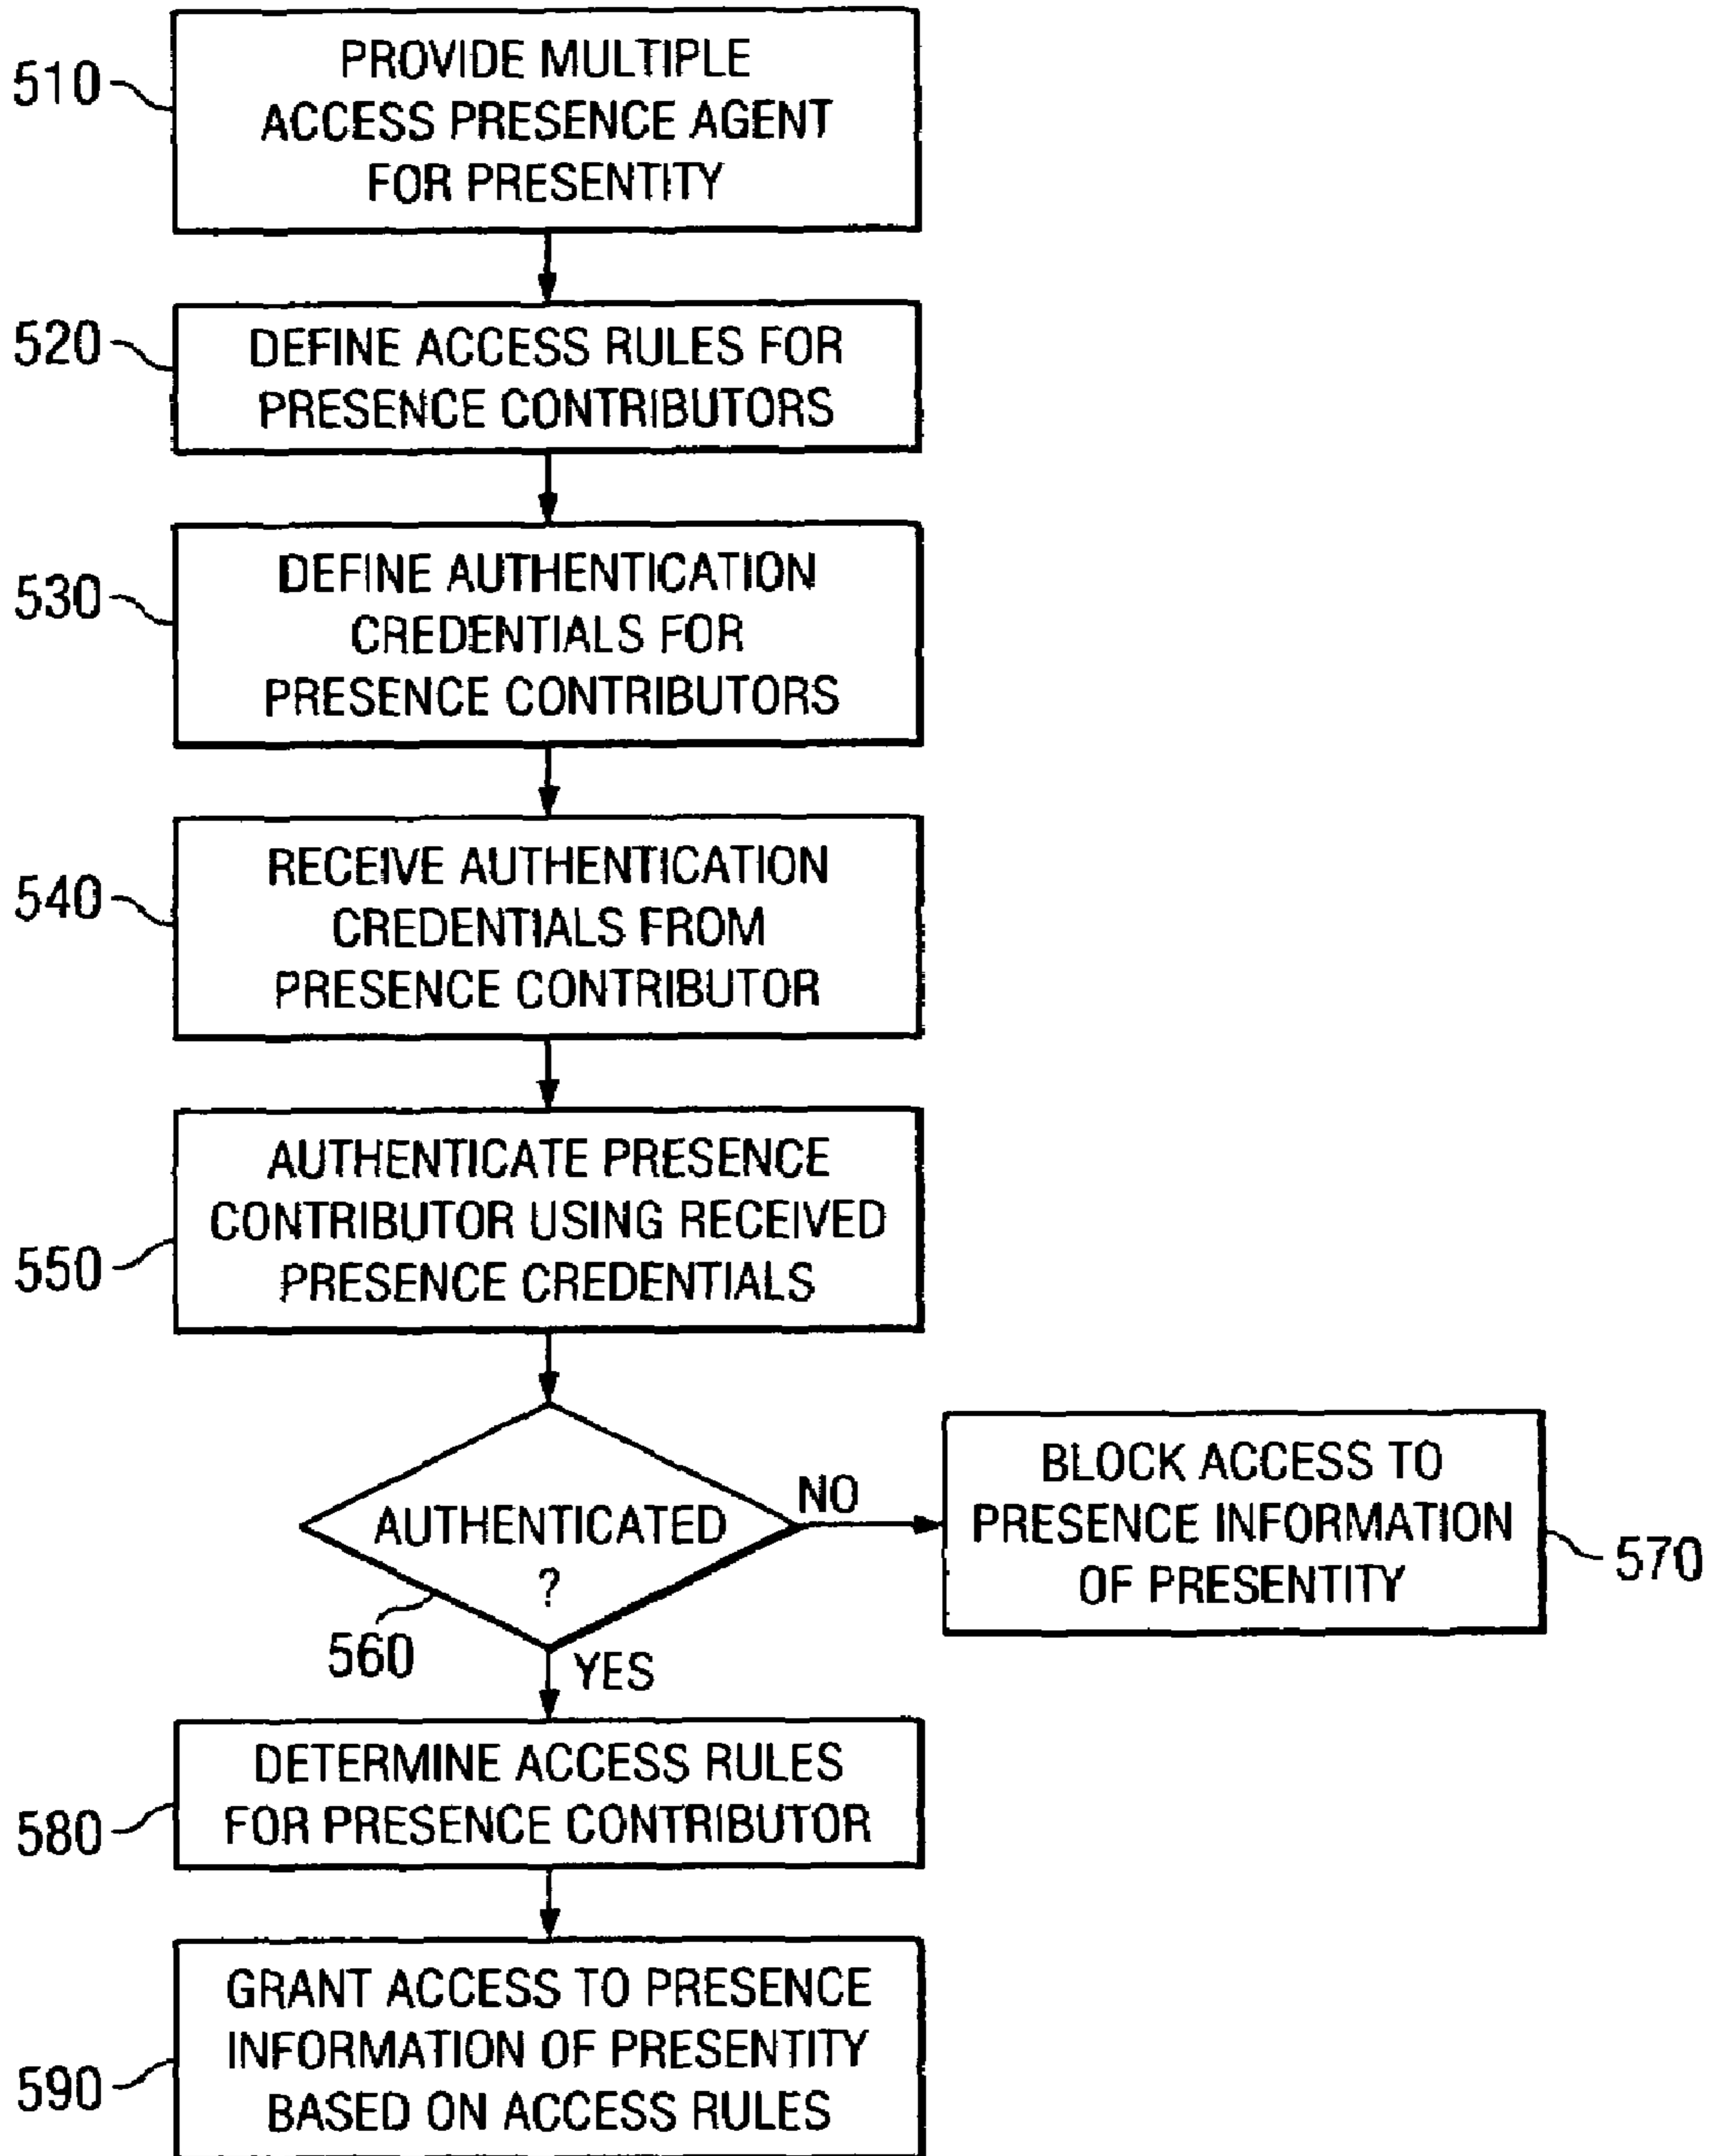 510
PROVIDE MULTIPLE
ACCESS PRESENCE AGENT
FOR PRESENTITY
520
DEFINE ACCESS RULES FOR
PRESENCE CONTRIBUTORS
530
DEFINE AUTHENTICATION
CREDENTIALS FOR
PRESENCE CONTRIBUTORS
540
RECEIVE AUTHENTICATION
CREDENTIALS FROM
PRESENCE CONTRIBUTOR
550
AUTHENTICATE PRESENCE
CONTRIBUTOR USING RECEIVED
PRESENCE CREDENTIALS
AUTHENTICATED
?
560
NO
BLOCK ACCESS TO
PRESENCE INFORMATION
OF PRESENTITY
570
YES
580
DETERMINE ACCESS RULES
FOR PRESENCE CONTRIBUTOR
590
GRANT ACCESS TO PRESENCE
INFORMATION OF PRESENTITY
BASED ON ACCESS RULES